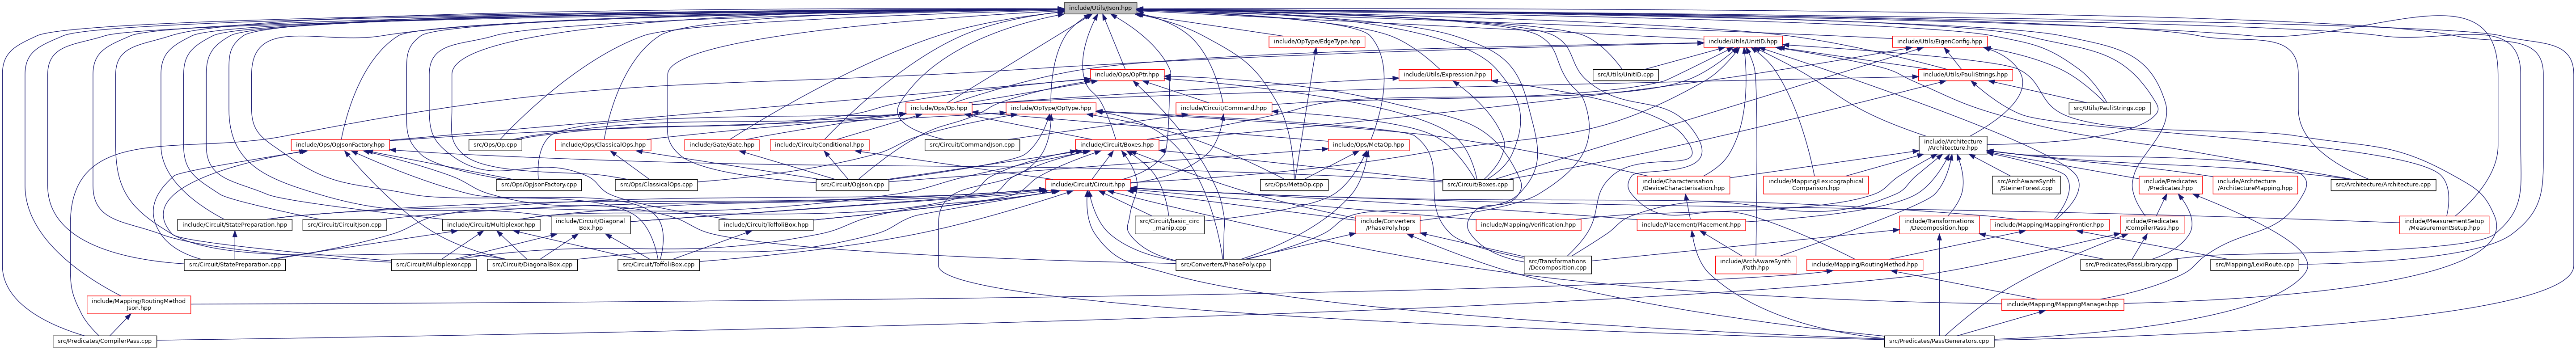 include/Utils/Json.hpp
include/OpType/EdgeType.hpp
include/Utils/UnitID.hpp
include/Utils/EigenConfig.hpp
include/Ops/OpPtr.hpp
include/Utils/Expression.hpp
src/Utils/UnitID.cpp
include/Utils/PauliStrings.hpp
include/Ops/Op.hpp
include/OpType/OpType.hpp
include/Circuit/Command.hpp
src/Utils/PauliStrings.cpp
include/Ops/OpJsonFactory.hpp
src/Ops/Op.cpp
include/Ops/ClassicalOps.hpp
include/Gate/Gate.hpp
include/Circuit/Conditional.hpp
src/Circuit/CommandJson.cpp
include/Circuit/Boxes.hpp
include/Ops/MetaOp.hpp
include/Architecture
/Architecture.hpp
src/Ops/OpJsonFactory.cpp
src/Ops/ClassicalOps.cpp
src/Circuit/OpJson.cpp
include/Circuit/Circuit.hpp
src/Ops/MetaOp.cpp
src/Circuit/Boxes.cpp
include/Characterisation
/DeviceCharacterisation.hpp
include/Mapping/Lexicographical
Comparison.hpp
src/ArchAwareSynth
/SteinerForest.cpp
include/Predicates
/Predicates.hpp
include/Architecture
/ArchitectureMapping.hpp
src/Architecture/Architecture.cpp
include/Circuit/StatePreparation.hpp
src/Circuit/CircuitJson.cpp
include/Circuit/Multiplexor.hpp
include/Circuit/Diagonal
Box.hpp
include/Circuit/ToffoliBox.hpp
src/Circuit/basic_circ
_manip.cpp
include/Converters
/PhasePoly.hpp
include/Mapping/Verification.hpp
include/Placement/Placement.hpp
include/Transformations
/Decomposition.hpp
include/Mapping/MappingFrontier.hpp
include/Predicates
/CompilerPass.hpp
include/MeasurementSetup
/MeasurementSetup.hpp
src/Circuit/StatePreparation.cpp
src/Circuit/Multiplexor.cpp
src/Circuit/DiagonalBox.cpp
src/Circuit/ToffoliBox.cpp
src/Converters/PhasePoly.cpp
src/Transformations
/Decomposition.cpp
include/ArchAwareSynth
/Path.hpp
include/Mapping/RoutingMethod.hpp
src/Predicates/PassLibrary.cpp
src/Mapping/LexiRoute.cpp
include/Mapping/RoutingMethod
Json.hpp
include/Mapping/MappingManager.hpp
src/Predicates/CompilerPass.cpp
src/Predicates/PassGenerators.cpp